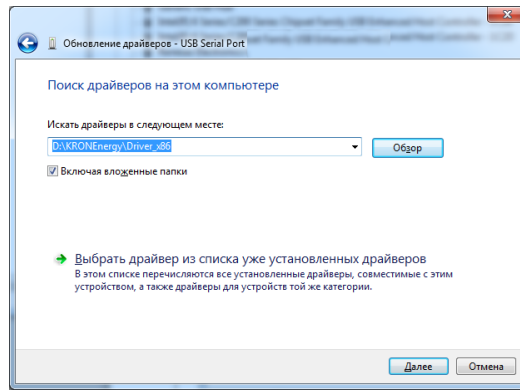 Обновление драйверов - USB Serial Port
Поиск драйверов на этом компьютере
Искать драйверы в следующем месте:
D:\KRONEnergy\Driver_x86
Обзор
Включая вложенные папки
Выбрать драйвер из списка уже установленных драйверов
В этом списке перечисляются все установленные драйверы, совместимые с этим
устройством, а также драйверы для устройств той же категории.
Далее
Отмена